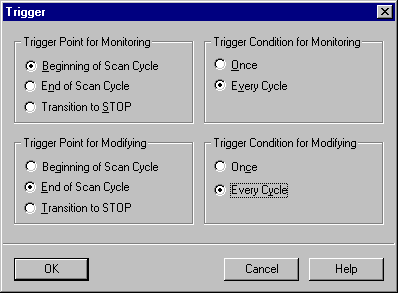 Trigger
Trigger Point for Monitoring
Beginning of Scan Cycle
End of Scan Cycle
Transition to STOP
Trigger Condition for Monitoring
Once
Every Cycle
Trigger Point for Modifying
Beginning of Scan Cycle
End of Scan Cycle
Transition to STOP
Trigger Condition for Modifying
Once
Every Cycle
OK
Cancel
Help